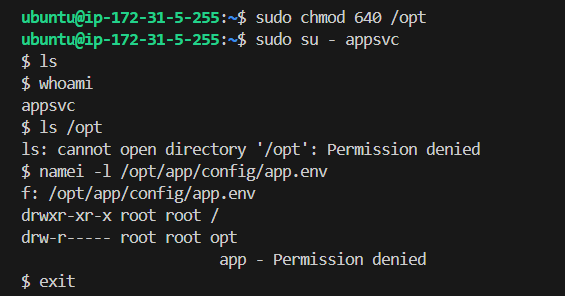 ubuntu@ip-172-31-5-255:~$ sudo chmod 640 /opt
ubuntu@ip-172-31-5-255:~$ sudo su - appsvc
$ ls
$ whoami
appsvc
$ ls /opt
ls: cannot open directory '/opt': Permission denied
$ namei -l /opt/app/config/app.env
f: /opt/app/config/app.env
drwxr-xr-x root root /
drw-r----- root root opt
                     app - Permission denied
$ exit